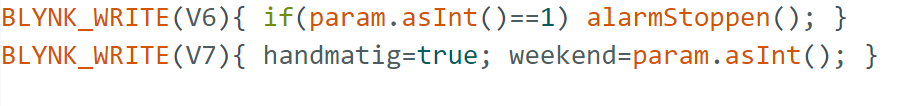 BLYNK_WRITE(V6){ if(param.asInt()==1) alarmStoppen(); }
BLYNK_WRITE(V7){ handmatig=true; weekend=param.asInt(); }